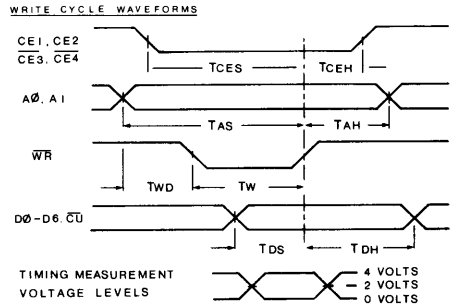 WRITE CYCLE WAVEFORMS
CE1, CE2
CE3, CE4
TCES
TCEH
AØ, A1
TAS
TAH
WR
TWD
TW
DØ-D6, CU
TDS
TDH
TIMING MEASUREMENT
VOLTAGE LEVELS
4 VOLTS
2 VOLTS
0 VOLTS